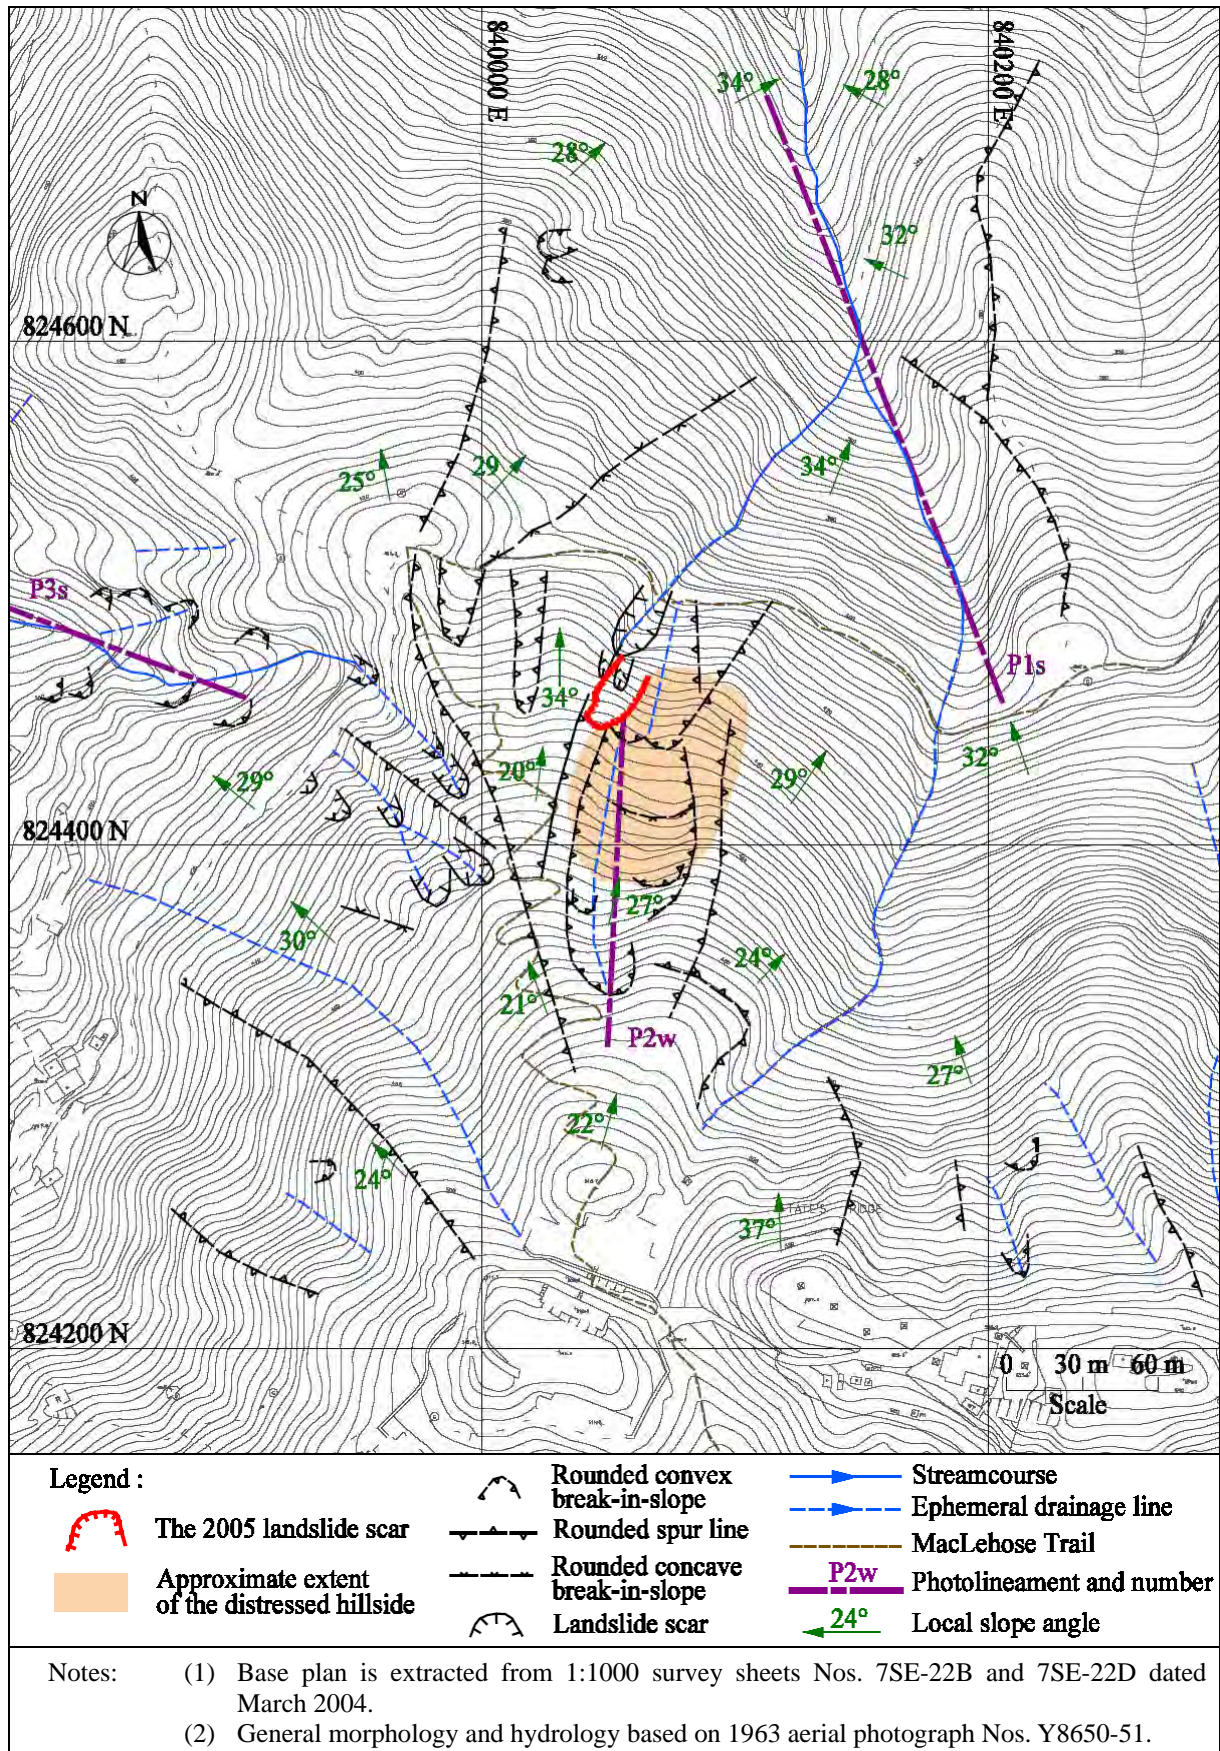 840000 E
840200 E
34°
28°
28°
32°
N
824600 N
25°
29
34°
P3s
P1s
34°
32°
20°
29°
29°
824400 N
27°
30°
24°
21°
P2w
27°
22°
24°
37°
TATE'S RIDGE
824200 N
0 30 m 60 m
Scale
Legend :
The 2005 landslide scar
Approximate extent
of the distressed hillside
Rounded convex
break-in-slope
Rounded spur line
Rounded concave
break-in-slope
Landslide scar
Streamcourse
Ephemeral drainage line
MacLehose Trail
P2w Photolineament and number
24° Local slope angle
Notes: (1) Base plan is extracted from 1:1000 survey sheets Nos. 7SE-22B and 7SE-22D dated
March 2004.
(2) General morphology and hydrology based on 1963 aerial photograph Nos. Y8650-51.